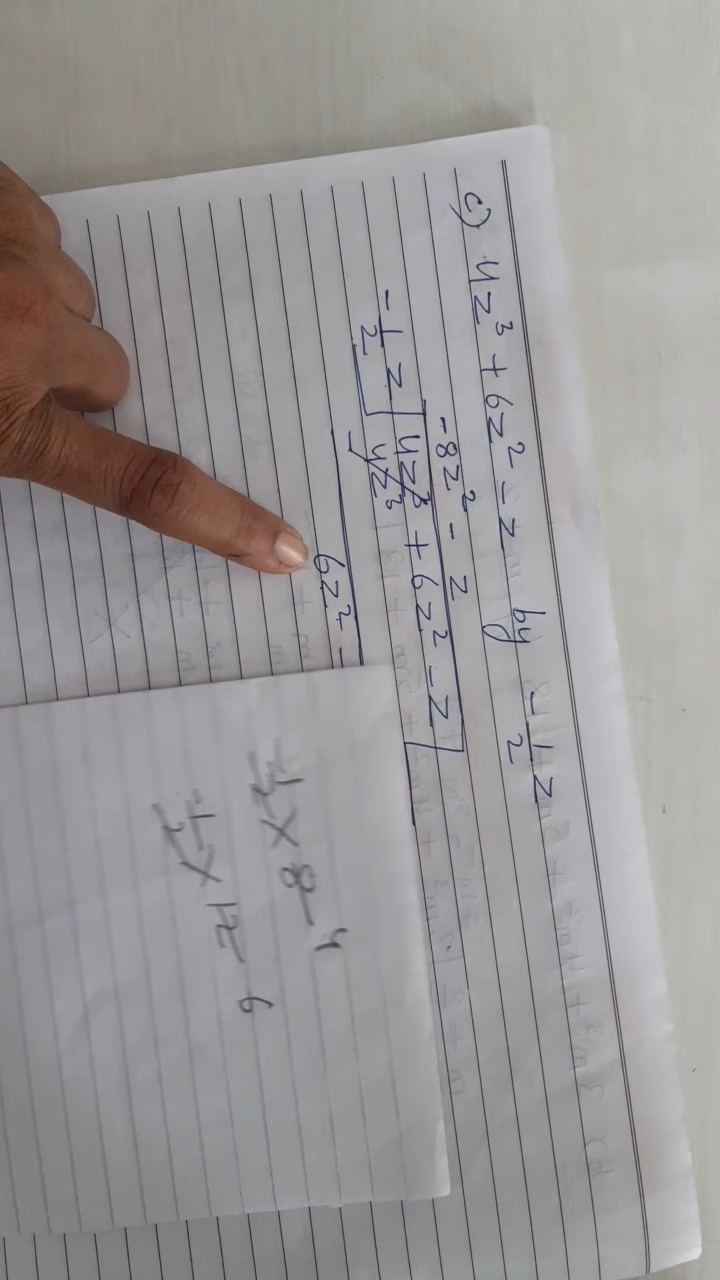 c) 4z³ + 6z² - z by -1/2 z
-8z² - 2
-1/2 z 4z³ + 6z² - z
4z³
6z² -
-1/2 × 8 4
-1/2 × 12 6